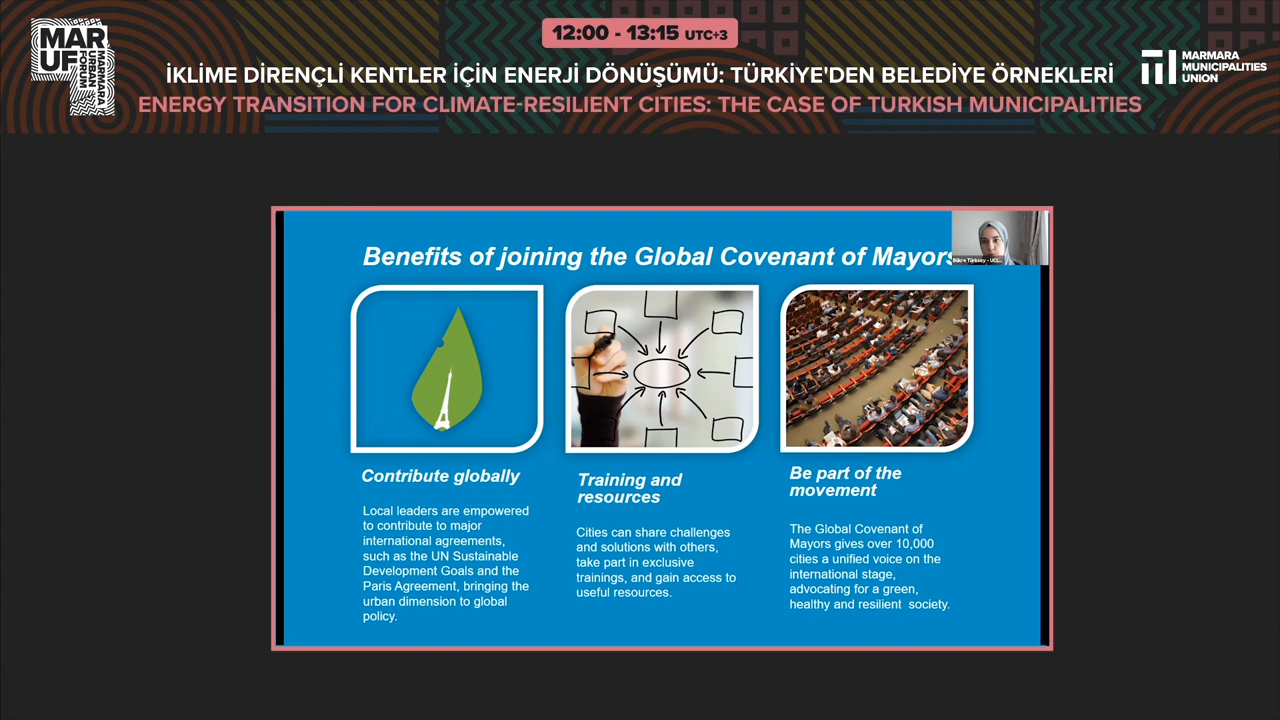 12:00 - 13:15 UTC+3
MAR
UF
MARMARA
URBAN
FORUM
İKLİME DİRENÇLİ KENTLER İÇİN ENERJİ DÖNÜŞÜMÜ: TÜRKİYE'DEN BELEDİYE ÖRNEKLERİ
ENERGY TRANSITION FOR CLIMATE-RESILIENT CITIES: THE CASE OF TURKISH MUNICIPALITIES
MARMARA
MUNICIPALITIES
UNION
Benefits of joining the Global Covenant of Mayors
Bükre Türksoy - UCL...
Contribute globally
Local leaders are empowered
to contribute to major
international agreements,
such as the UN Sustainable
Development Goals and the
Paris Agreement, bringing the
urban dimension to global
policy.
Training and
resources
Cities can share challenges
and solutions with others,
take part in exclusive
trainings, and gain access to
useful resources.
Be part of the
movement
The Global Covenant of
Mayors gives over 10,000
cities a unified voice on the
international stage,
advocating for a green,
healthy and resilient society.